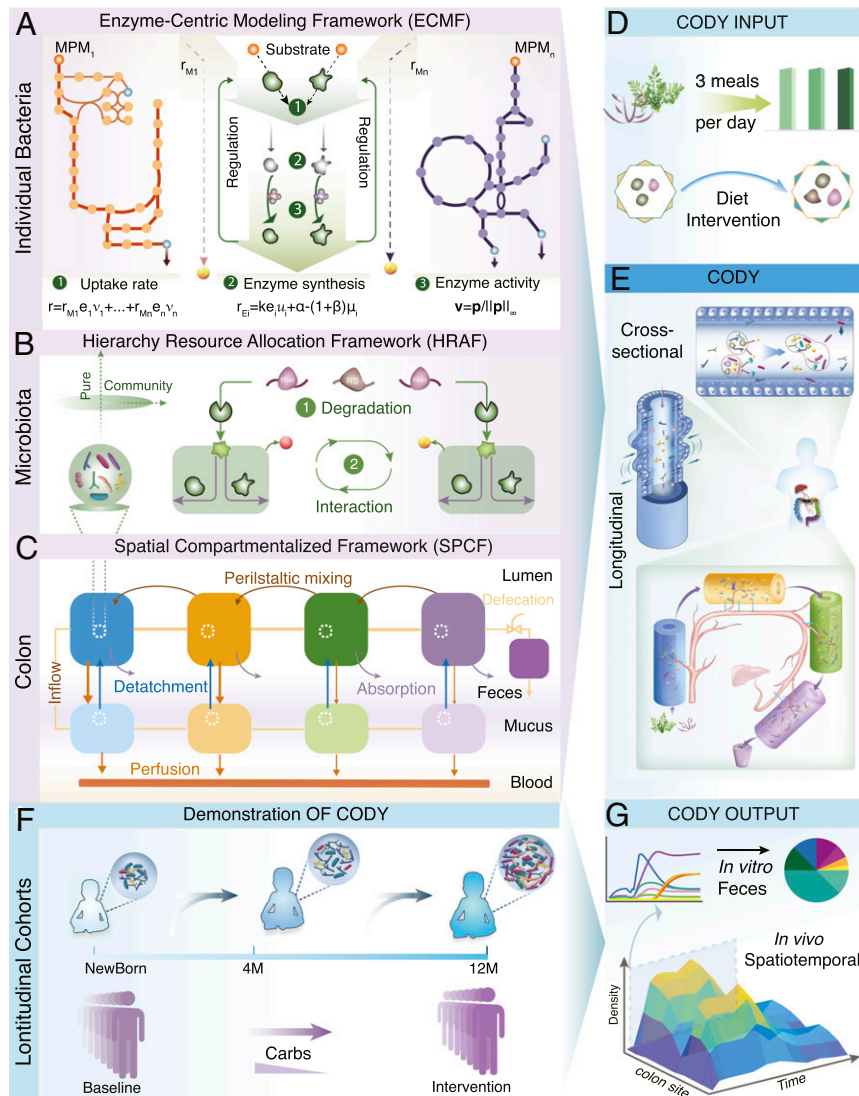 A
Enzyme-Centric Modeling Framework (ECMF)
Individual Bacteria
MPM₁
rM1
Substrate
rMn
MPMn
Regulation
Regulation
1
2
3
1 Uptake rate
r=rM1e₁ν₁+...+rMneₙνₙ
2 Enzyme synthesis
rEi=keᵢuᵢ+α-(1+β)μᵢ
3 Enzyme activity
v=p/||p||∞
B
Hierarchy Resource Allocation Framework (HRAF)
Microbiota
Pure
Community
RS
1 Degradation
2
Interaction
C
Spatial Compartmentalized Framework (SPCF)
Colon
Perilstaltic mixing
Lumen
Defecation
Inflow
Detatchment
Absorption
Feces
Mucus
Perfusion
Blood
D
CODY INPUT
3 meals
per day
Diet
Intervention
E
CODY
Cross-
sectional
Longitudinal
F
Demonstration OF CODY
Lontitudinal Cohorts
NewBorn
4M
12M
Carbs
Baseline
Intervention
G
CODY OUTPUT
In vitro
Feces
In vivo
Spatiotemporal
Density
colon site
Time